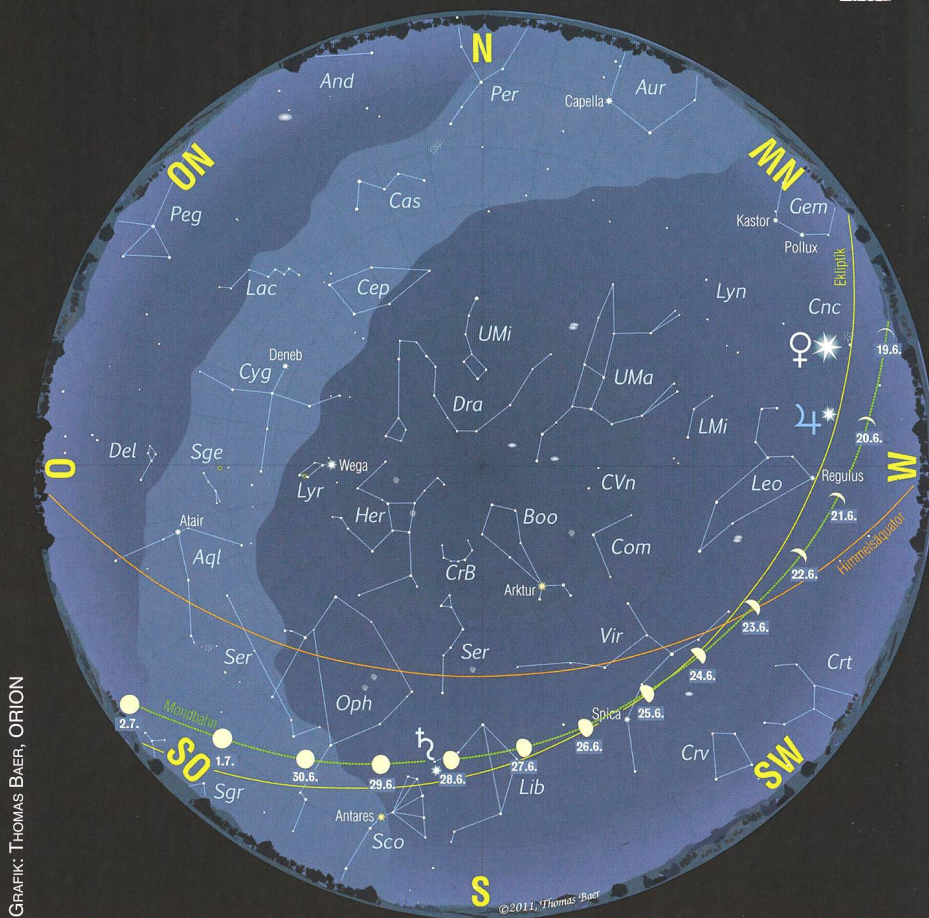 N
And
Per
Aur
Capella
NO
NW
Cas
Peg
Kastor
Gem
Pollux
Ekliptik
Lac
Cep
Lyn
Cnc
UMi
♀
19.6.
Deneb
Cyg
UMa
Dra
♃
LMi
20.6.
Del
Sge
O
Wega
W
Regulus
Lyr
CVn
Leo
21.6.
Her
Boo
Atair
Himmelsäquator
Aql
Com
22.6.
CrB
Arktur
23.6.
Vir
Ser
Ser
24.6.
Crt
Oph
Mondbahn
25.6.
Spica
2.7.
26.6.
♄
1.7.
SO
30.6.
29.6.
28.6.
27.6.
Crv
SW
Sgr
Lib
Antares
Sco
S
©2011, Thomas Baer
GRAFIK: THOMAS BAER, ORION